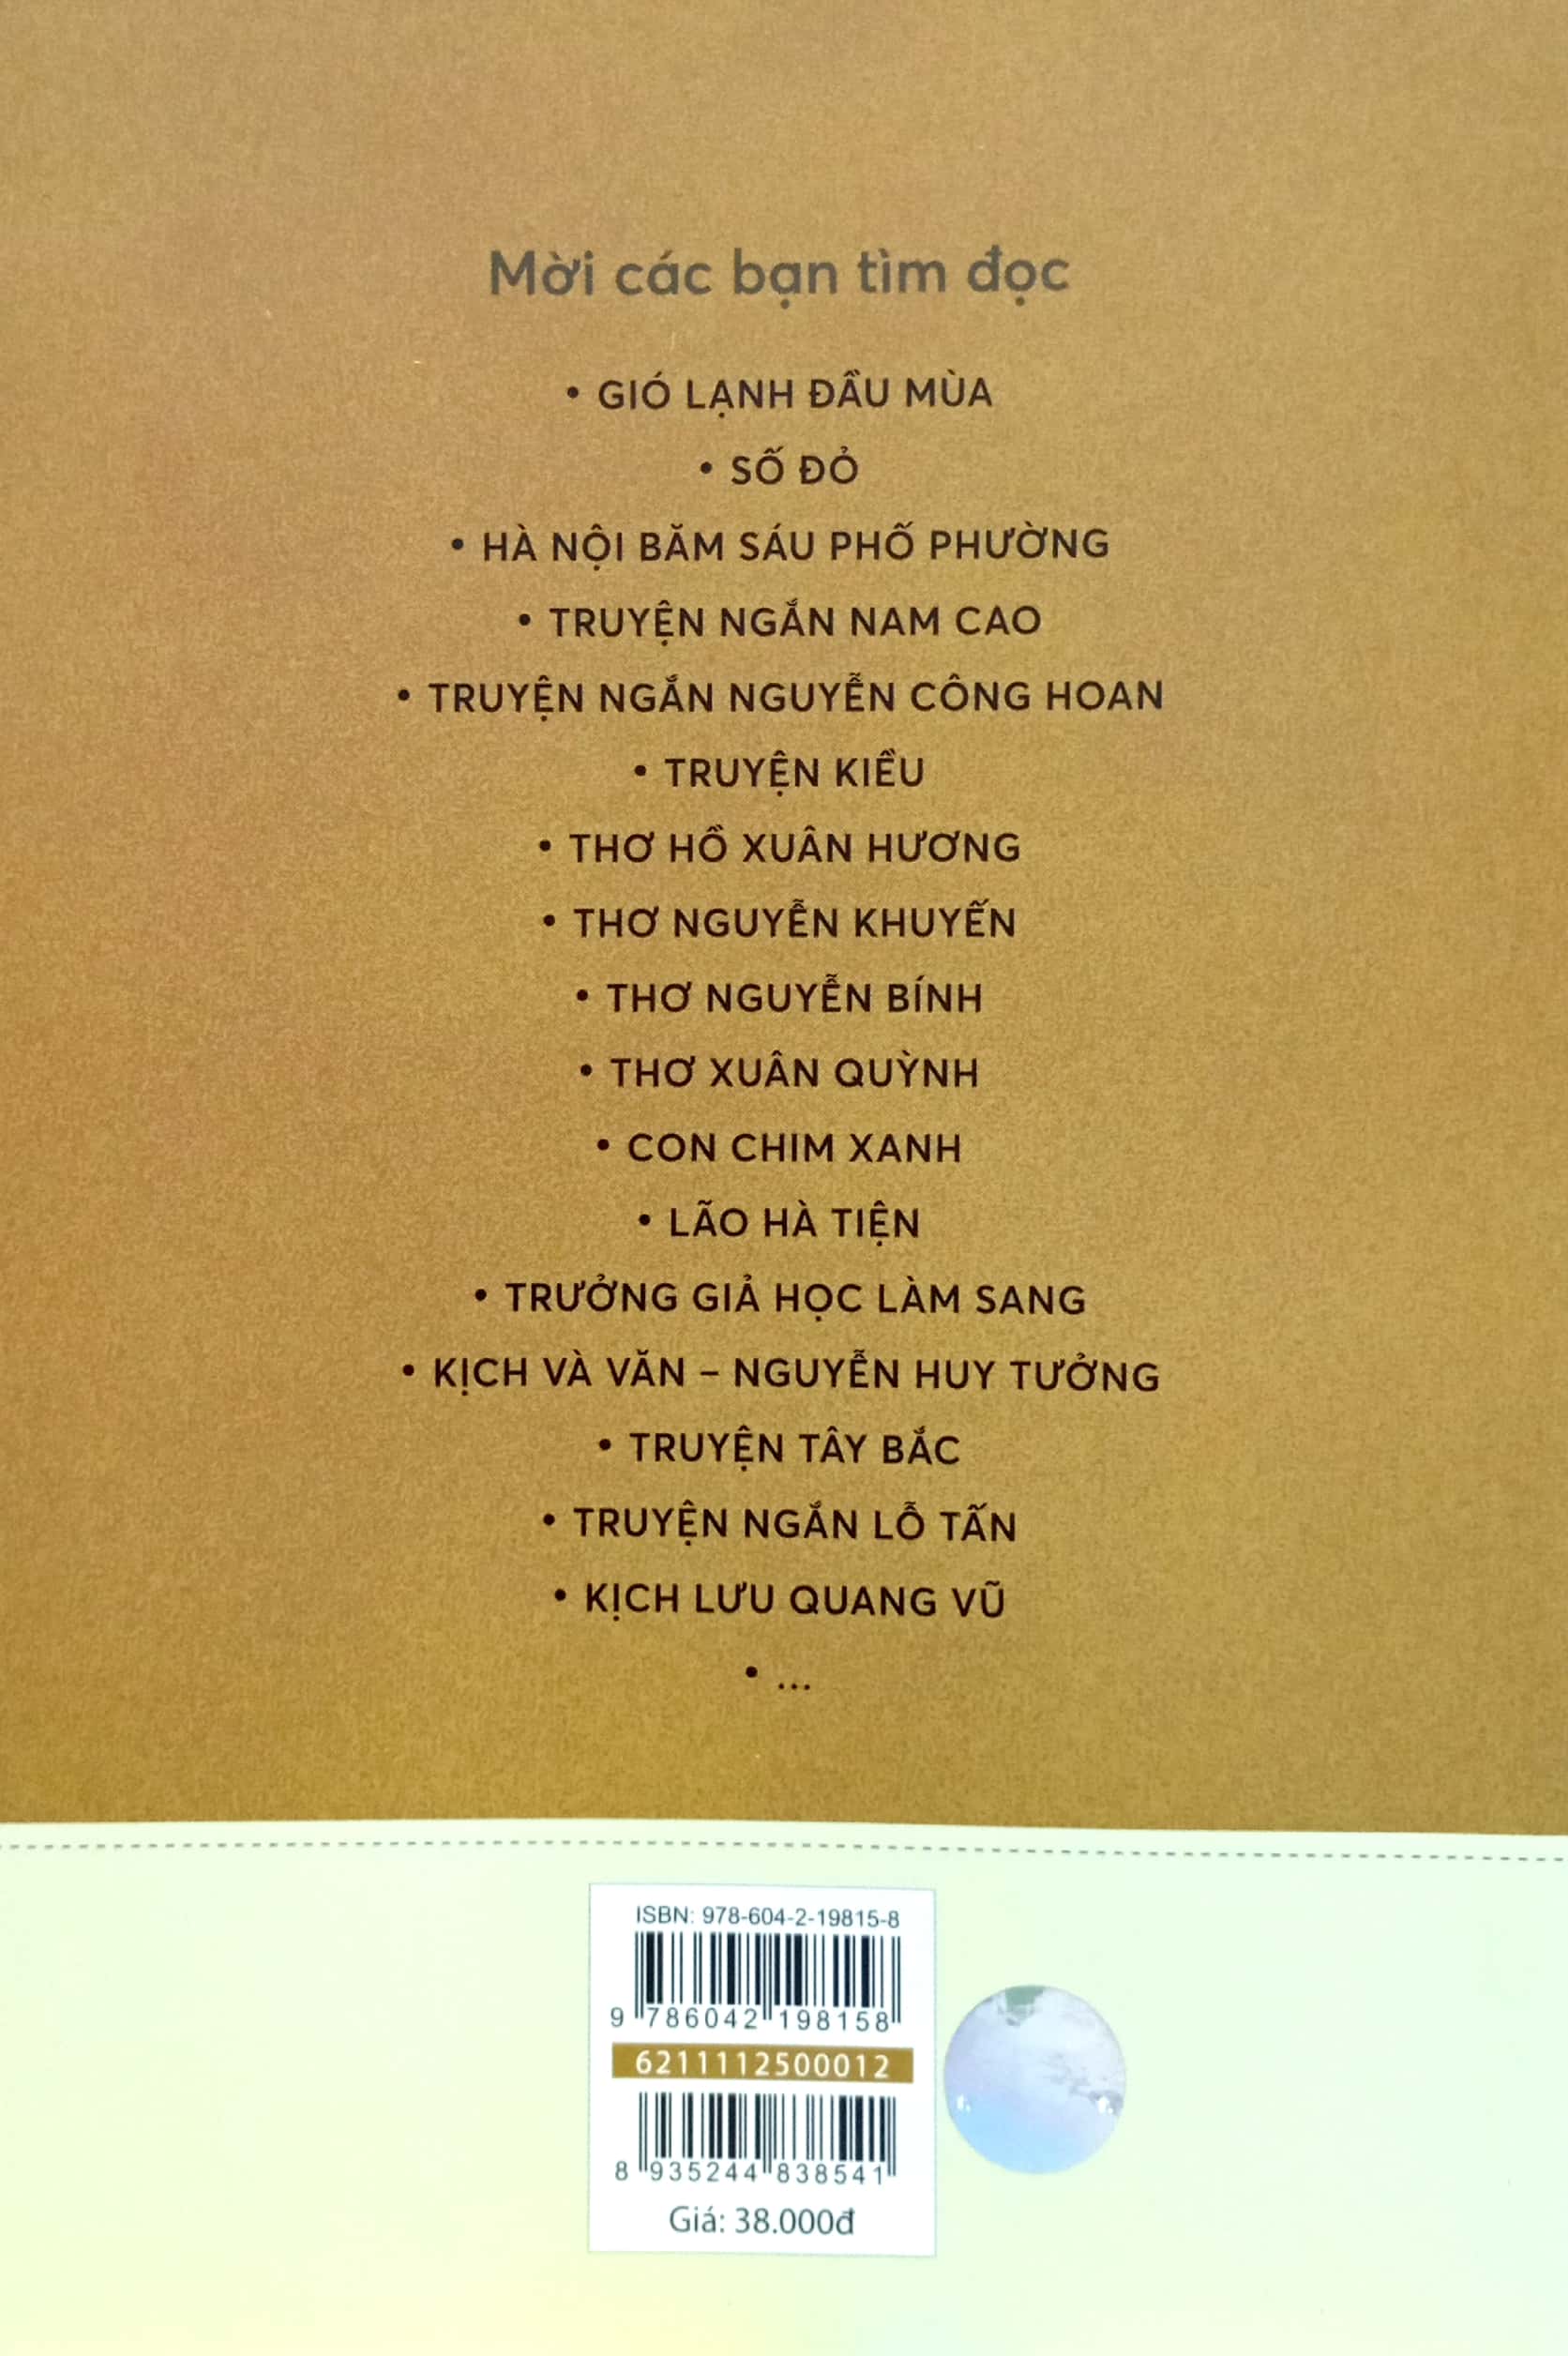 Mời các bạn tìm đọc
• GIÓ LẠNH ĐẦU MÙA
• SỐ ĐỎ
• HÀ NỘI BĂM SÁU PHỐ PHƯỜNG
• TRUYỆN NGẮN NAM CAO
• TRUYỆN NGẮN NGUYỄN CÔNG HOAN
• TRUYỆN KIỀU
• THƠ HỒ XUÂN HƯƠNG
• THƠ NGUYỄN KHUYẾN
• THƠ NGUYỄN BÍNH
• THƠ XUÂN QUỲNH
• CON CHIM XANH
• LÃO HÀ TIỆN
• TRƯỞNG GIẢ HỌC LÀM SANG
• KỊCH VÀ VĂN – NGUYỄN HUY TƯỞNG
• TRUYỆN TÂY BẮC
• TRUYỆN NGẮN LỖ TẤN
• KỊCH LƯU QUANG VŨ
• ...
ISBN: 978-604-2-19815-8
9 786042 198158
6211112500012
8 935244 838541
Giá: 38.000đ